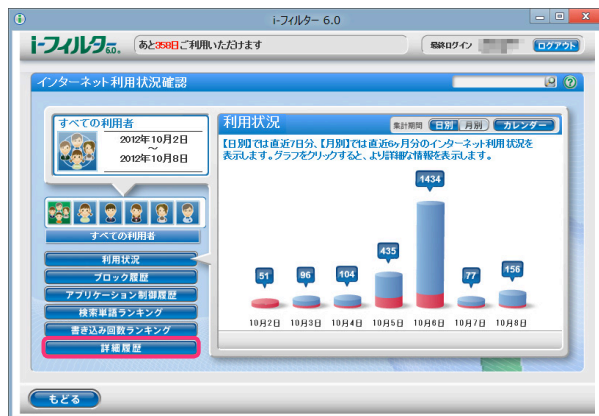 i-フィルター 6.0
i-フィルター6.0
あと358日ご利用いただけます
最終ログイン
ログアウト
インターネット利用状況確認
すべての利用者
2012年10月2日
～
2012年10月8日
すべての利用者
利用状況
ブロック履歴
アプリケーション制御履歴
検索単語ランキング
書き込み回数ランキング
詳細履歴
利用状況
集計期間 日別 月別 カレンダー
【日別】では直近7日分、【月別】では直近6ヶ月分のインターネット利用状況を
表示します。グラフをクリックすると、より詳細な情報を表示します。
51 96 104 435 1434 77 156
10月2日 10月3日 10月4日 10月5日 10月6日 10月7日 10月8日
もどる